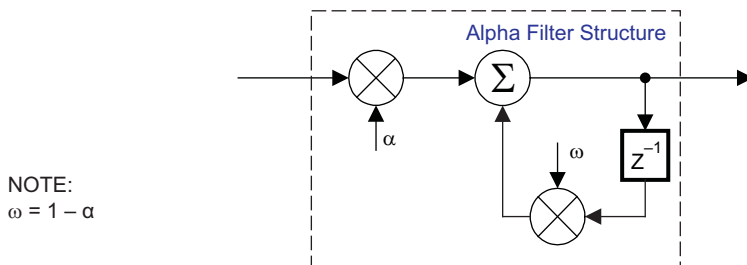 Alpha Filter Structure
Σ
α
ω
Z⁻¹
NOTE:
ω = 1 – α